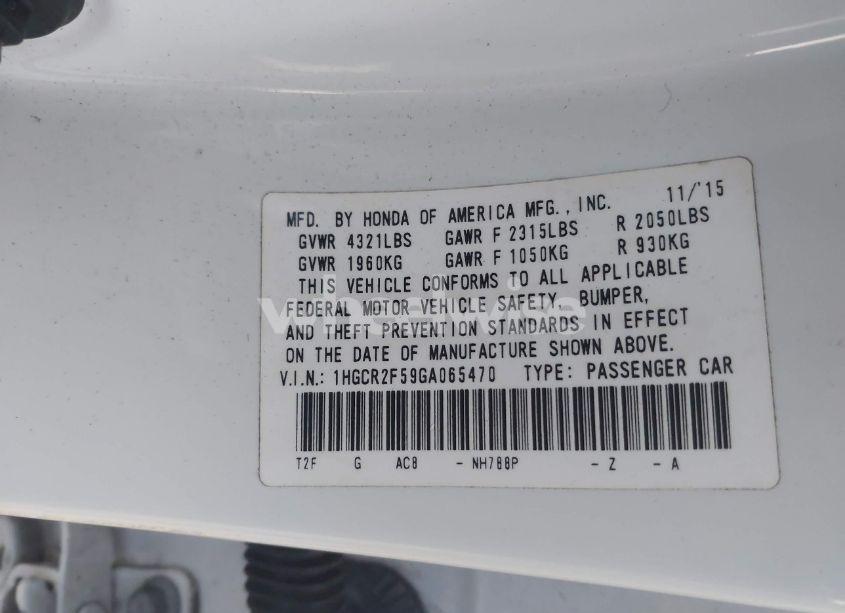 MFD. BY HONDA OF AMERICA MFG., INC. 11/'15
GVWR 4321LBS GAWR F 2315LBS R 2050LBS
GVWR 1960KG GAWR F 1050KG R 930KG
THIS VEHICLE CONFORMS TO ALL APPLICABLE
FEDERAL MOTOR VEHICLE SAFETY, BUMPER,
AND THEFT PREVENTION STANDARDS IN EFFECT
ON THE DATE OF MANUFACTURE SHOWN ABOVE.
V.I.N.: 1HGCR2F59GA065470 TYPE: PASSENGER CAR
T2F G AC8 - NH788P - Z - A
wheelwise